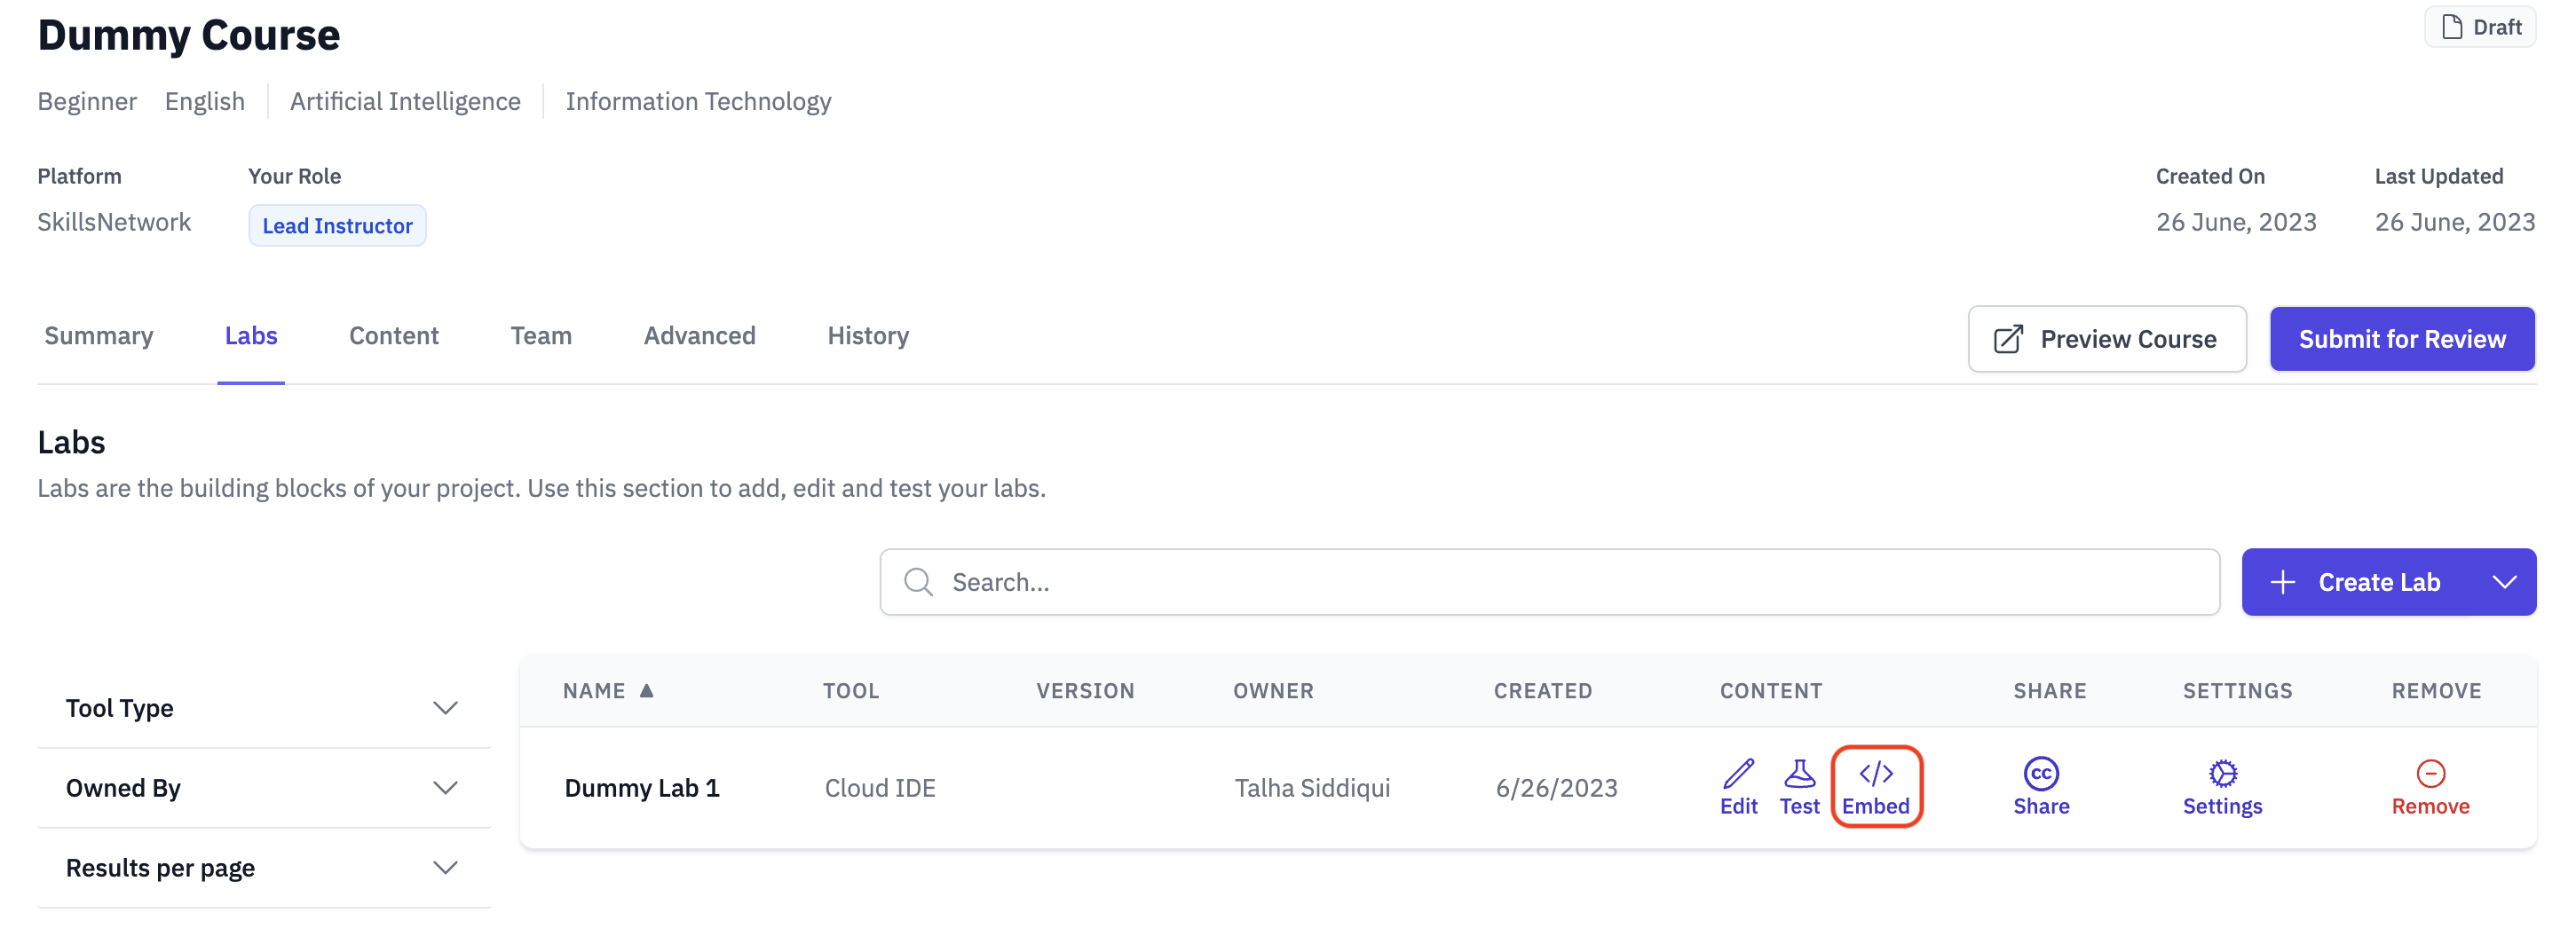 Dummy Course
Draft
Beginner English Artificial Intelligence Information Technology
Platform Your Role Created On Last Updated
SkillsNetwork Lead Instructor 26 June, 2023 26 June, 2023
Summary Labs Content Team Advanced History Preview Course Submit for Review
Labs
Labs are the building blocks of your project. Use this section to add, edit and test your labs.
Search... Create Lab
Tool Type
Owned By
Results per page
NAME ▲ TOOL VERSION OWNER CREATED CONTENT SHARE SETTINGS REMOVE
Dummy Lab 1 Cloud IDE Talha Siddiqui 6/26/2023 Edit Test </> Embed cc Share Settings Remove